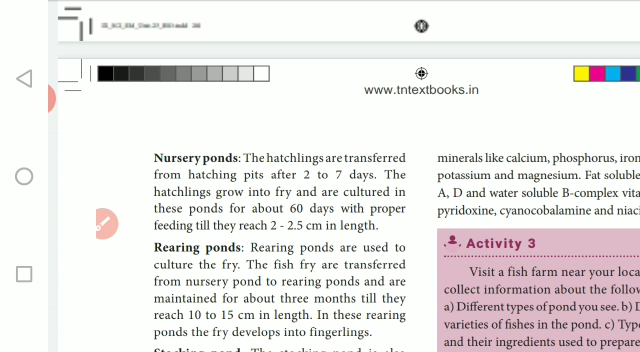 www.tntextbooks.in
Nursery ponds: The hatchlings are transferred
from hatching pits after 2 to 7 days. The
hatchlings grow into fry and are cultured in
these ponds for about 60 days with proper
feeding till they reach 2 - 2.5 cm in length.
Rearing ponds: Rearing ponds are used to
culture the fry. The fish fry are transferred
from nursery pond to rearing ponds and are
maintained for about three months till they
reach 10 to 15 cm in length. In these rearing
ponds the fry develops into fingerlings.
minerals like calcium, phosphorus, iron
potassium and magnesium. Fat soluble
A, D and water soluble B-complex vita
pyridoxine, cyanocobalamine and niaci
Activity 3
Visit a fish farm near your loca
collect information about the follow
a) Different types of pond you see. b) D
varieties of fishes in the pond. c) Type
and their ingredients used to prepare